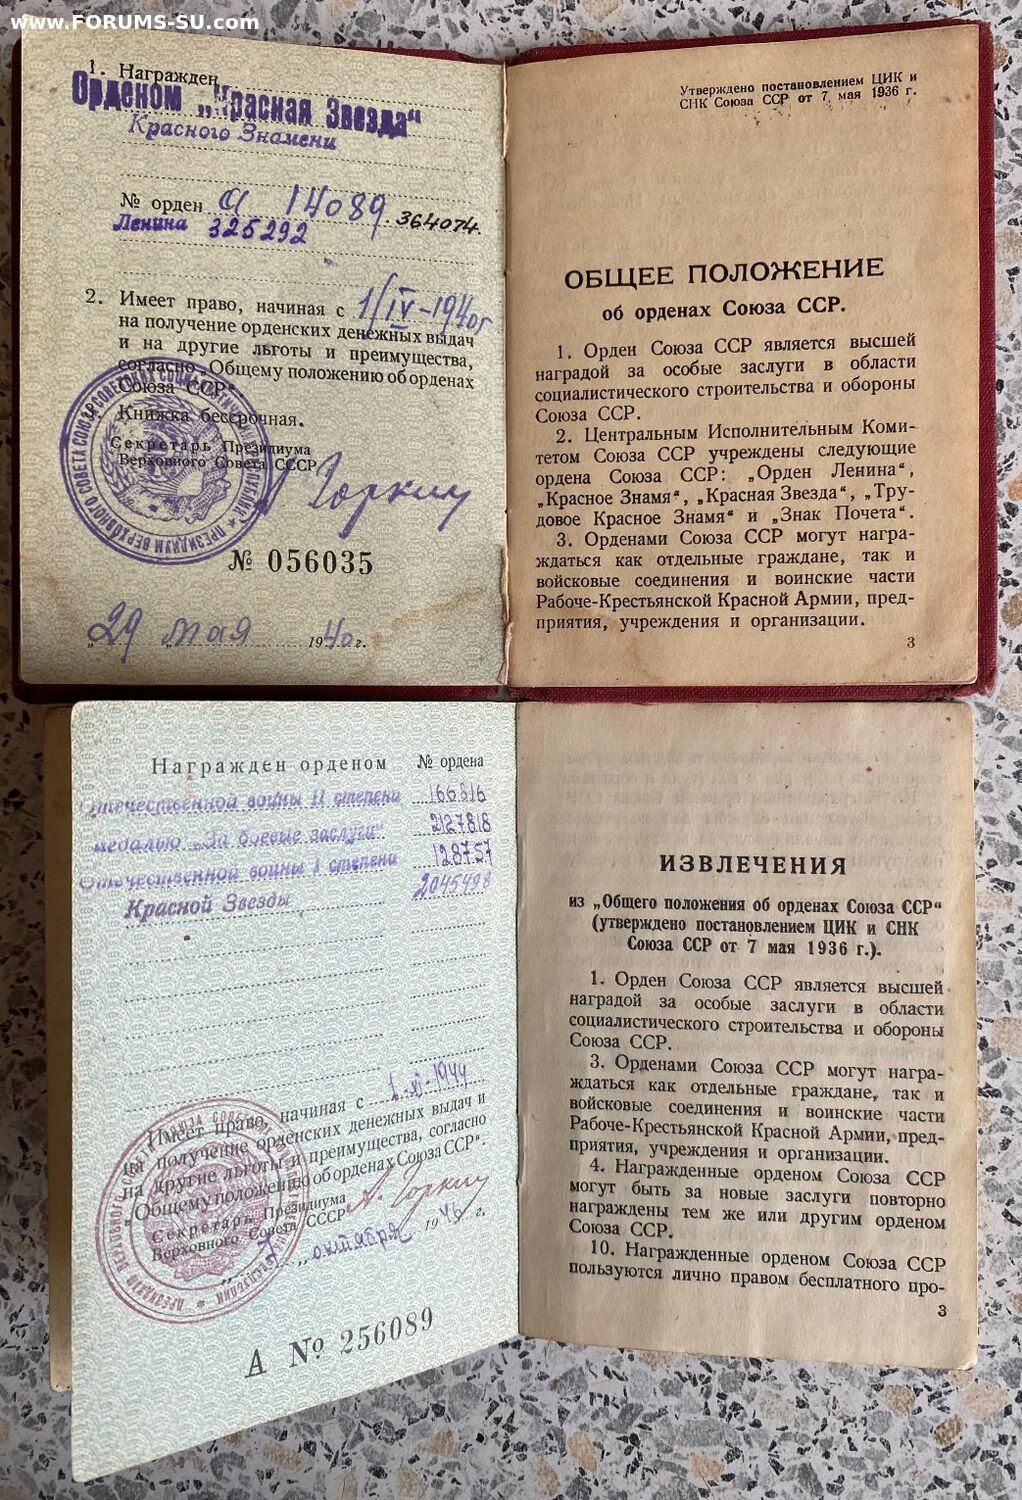 www.FORUMS-SU.com
1. Награжден
Орденом „Красная Звезда“
Красного Знамени
№ орден 14089 364074.
Ленина 325292
2. Имеет право, начиная с 1/IV-1940г
на получение орденских денежных выдач
и на другие льготы и преимущества,
согласно „Общему положению об орденах
Союза ССР“.
Книжка бессрочная.
Секретарь Президиума
Верховного Совета СССР
Горкин
№ 056035
„29 мая 1940 г.
Утверждено постановлением ЦИК и
СНК Союза ССР от 7 мая 1936 г.
ОБЩЕЕ ПОЛОЖЕНИЕ
об орденах Союза ССР.
1. Орден Союза ССР является высшей
наградой за особые заслуги в области
социалистического строительства и обороны
Союза ССР.
2. Центральным Исполнительным Коми-
тетом Союза ССР учреждены следующие
ордена Союза ССР: „Орден Ленина“,
„Красное Знамя“, „Красная Звезда“, „Тру-
довое Красное Знамя“ и „Знак Почета“.
3. Орденами Союза ССР могут награ-
ждаться как отдельные граждане, так и
войсковые соединения и воинские части
Рабоче-Крестьянской Красной Армии, пред-
приятия, учреждения и организации.
3
Награжден орденом № ордена
Отечественной войны II степени 166816
медалью „За боевые заслуги“ 2127818
Отечественной войны I степени 128757
Красной Звезды 2045498
Имеет право, начиная с 1-XI-1944
на получение орденских денежных выдач и
на другие льготы и преимущества, согласно
„Общему положению об орденах Союза ССР“.
Секретарь Президиума
Верховного Совета СССР А. Горкин
октября 1946 г.
А № 256089
ИЗВЛЕЧЕНИЯ
из „Общего положения об орденах Союза ССР“
(утверждено постановлением ЦИК и СНК
Союза ССР от 7 мая 1936 г.).
1. Орден Союза ССР является высшей
наградой за особые заслуги в области
социалистического строительства и обороны
Союза ССР.
3. Орденами Союза ССР могут награ-
ждаться как отдельные граждане, так и
войсковые соединения и воинские части
Рабоче-Крестьянской Красной Армии, пред-
приятия, учреждения и организации.
4. Награжденные орденом Союза ССР
могут быть за новые заслуги повторно
награждены тем же или другим орденом
Союза ССР.
10. Награжденные орденом Союза ССР
пользуются лично правом бесплатного про-
3